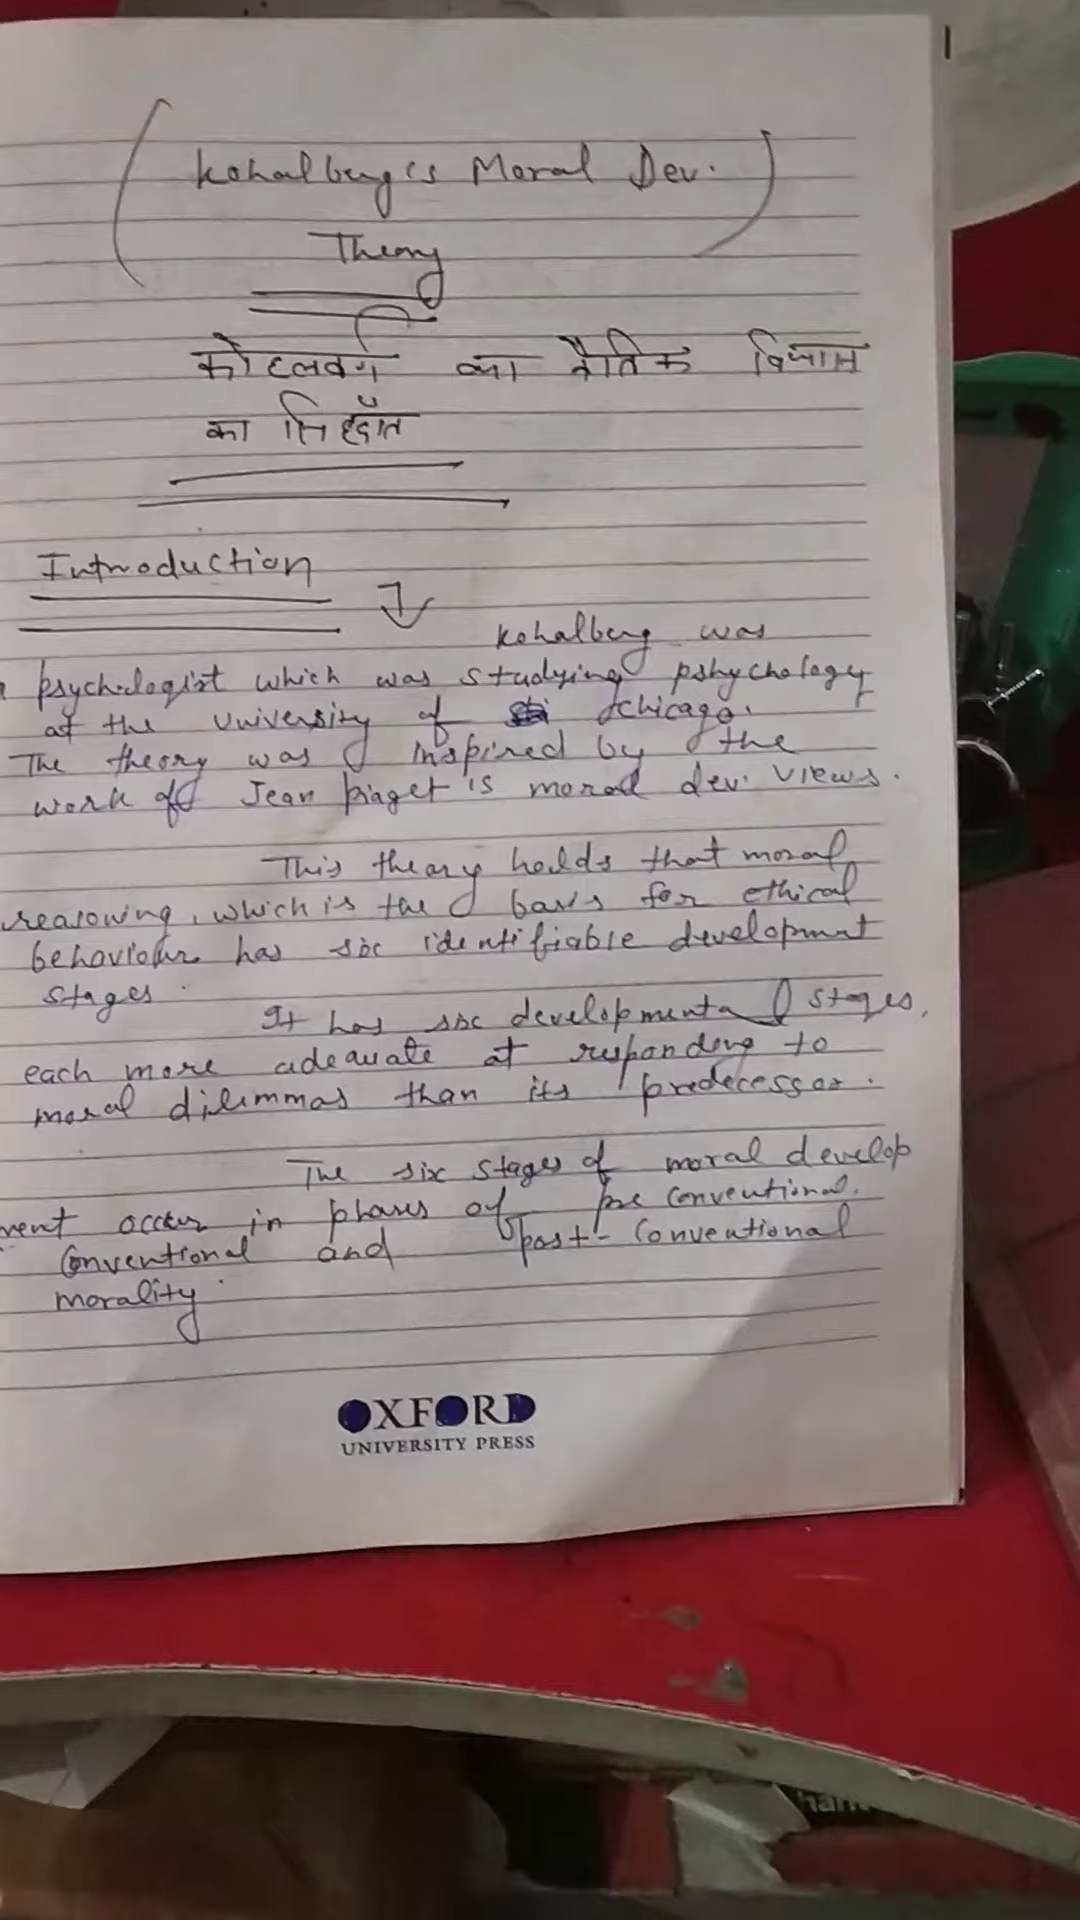 Kohalberg's Moral Dev.
Theory
कोहलबर्ग का नैतिक विकास
का सिद्धाँत
Introduction
Kohalberg was
psychologist which was studying pshychology
at the University of chicago.
The theory was inspired by the
work of Jean piaget is moral dev. views.
This theory holds that moral
reasowing, which is the basis for ethical
behaviour has six identifiable developmnt
stages.
It has six developmental stages,
each more adequate at responding to
moral dilimmas than its predecessor.
The six stages of moral develop
ment occur in phases of pre conventional.
Conventional and post-Conventional
morality.
OXFORD
UNIVERSITY PRESS